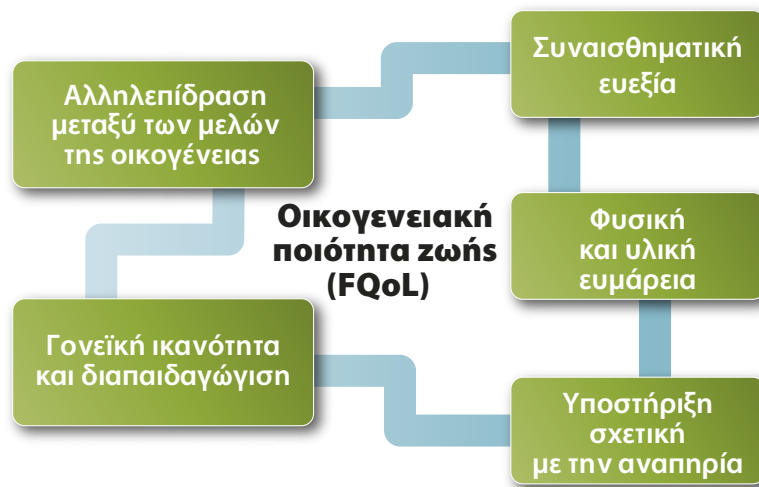 Συναισθηματική
ευεξία
Αλληλεπίδραση
μεταξύ των μελών
της οικογένειας
Οικογενειακή
ποιότητα ζωής
(FQoL)
Φυσική
και υλική
ευμάρεια
Γονεϊκή ικανότητα
και διαπαιδαγώγιση
Υποστήριξη
σχετική
με την αναπηρία